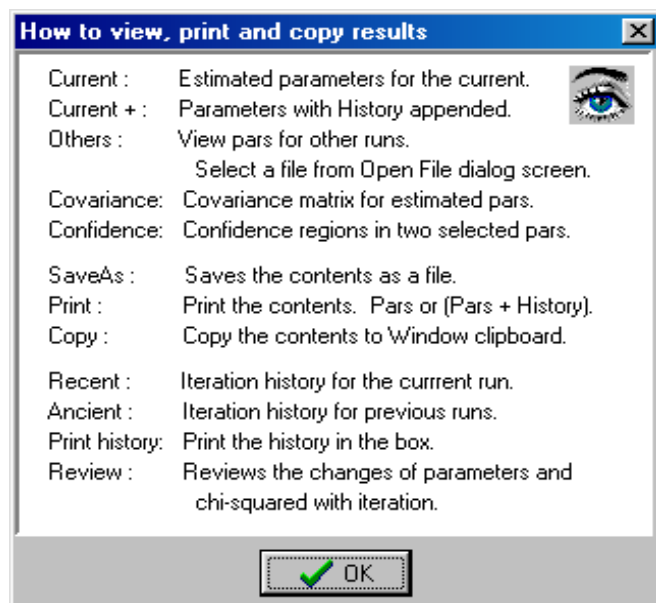 How to view, print and copy results
Current : Estimated parameters for the current.
Current + : Parameters with History appended.
Others : View pars for other runs.
Select a file from Open File dialog screen.
Covariance: Covariance matrix for estimated pars.
Confidence: Confidence regions in two selected pars.
SaveAs : Saves the contents as a file.
Print : Print the contents. Pars or (Pars + History).
Copy : Copy the contents to Window clipboard.
Recent : Iteration history for the currrent run.
Ancient : Iteration history for previous runs.
Print history: Print the history in the box.
Review : Reviews the changes of parameters and
chi-squared with iteration.
OK